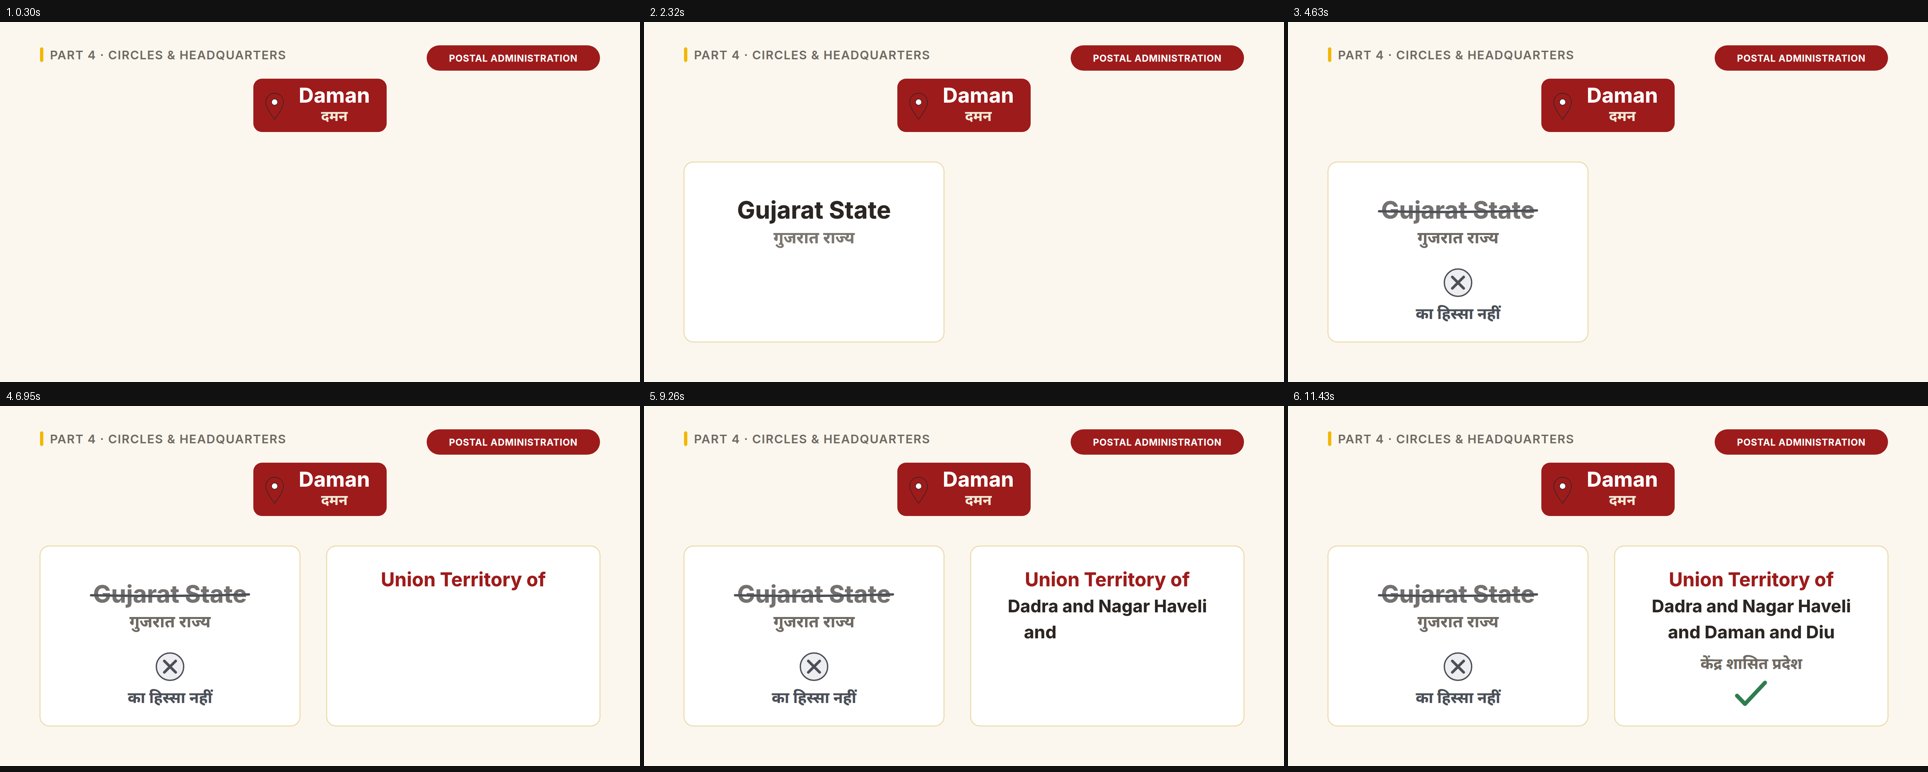 1. 0.30s
PART 4 · CIRCLES & HEADQUARTERS
POSTAL ADMINISTRATION
Daman
दमन
2. 2.32s
PART 4 · CIRCLES & HEADQUARTERS
POSTAL ADMINISTRATION
Daman
दमन
Gujarat State
गुजरात राज्य
3. 4.63s
PART 4 · CIRCLES & HEADQUARTERS
POSTAL ADMINISTRATION
Daman
दमन
Gujarat State
गुजरात राज्य
का हिस्सा नहीं
4. 6.95s
PART 4 · CIRCLES & HEADQUARTERS
POSTAL ADMINISTRATION
Daman
दमन
Gujarat State
गुजरात राज्य
का हिस्सा नहीं
Union Territory of
5. 9.26s
PART 4 · CIRCLES & HEADQUARTERS
POSTAL ADMINISTRATION
Daman
दमन
Gujarat State
गुजरात राज्य
का हिस्सा नहीं
Union Territory of
Dadra and Nagar Haveli
and
6. 11.43s
PART 4 · CIRCLES & HEADQUARTERS
POSTAL ADMINISTRATION
Daman
दमन
Gujarat State
गुजरात राज्य
का हिस्सा नहीं
Union Territory of
Dadra and Nagar Haveli
and Daman and Diu
केंद्र शासित प्रदेश